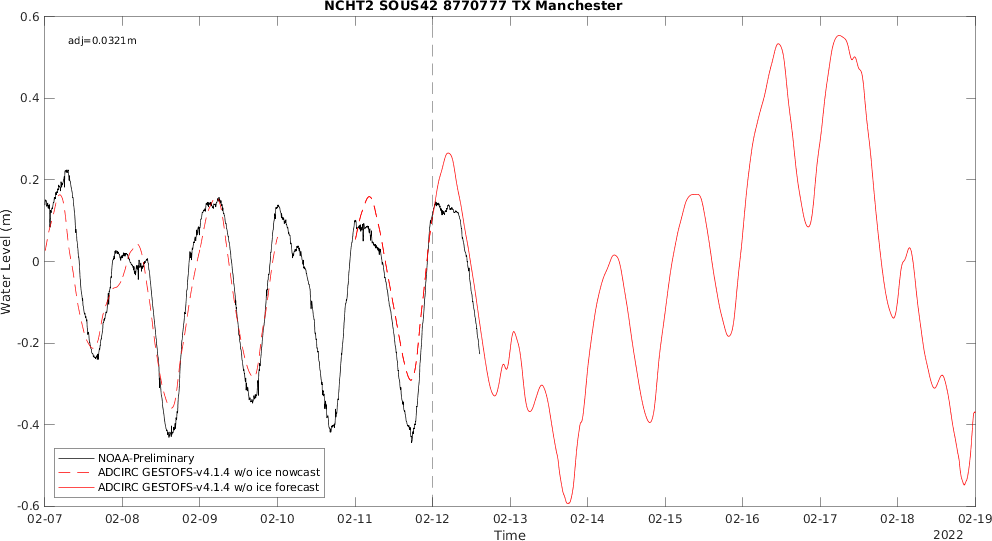 NCHT2 SOUS42 8770777 TX Manchester
adj=0.0321m
0.6
0.4
0.2
0
-0.2
-0.4
-0.6
Water Level (m)
NOAA-Preliminary
ADCIRC GESTOFS-v4.1.4 w/o ice nowcast
ADCIRC GESTOFS-v4.1.4 w/o ice forecast
02-07 02-08 02-09 02-10 02-11 02-12 02-13 02-14 02-15 02-16 02-17 02-18 02-19
Time
2022